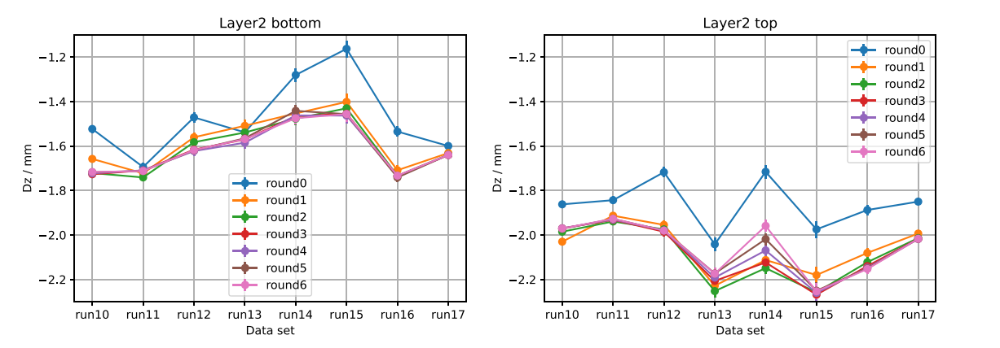 Layer2 bottom
Dz / mm
−1.2
−1.4
−1.6
−1.8
−2.0
−2.2
round0
round1
round2
round3
round4
round5
round6
run10 run11 run12 run13 run14 run15 run16 run17
Data set
Layer2 top
Dz / mm
−1.2
−1.4
−1.6
−1.8
−2.0
−2.2
round0
round1
round2
round3
round4
round5
round6
run10 run11 run12 run13 run14 run15 run16 run17
Data set